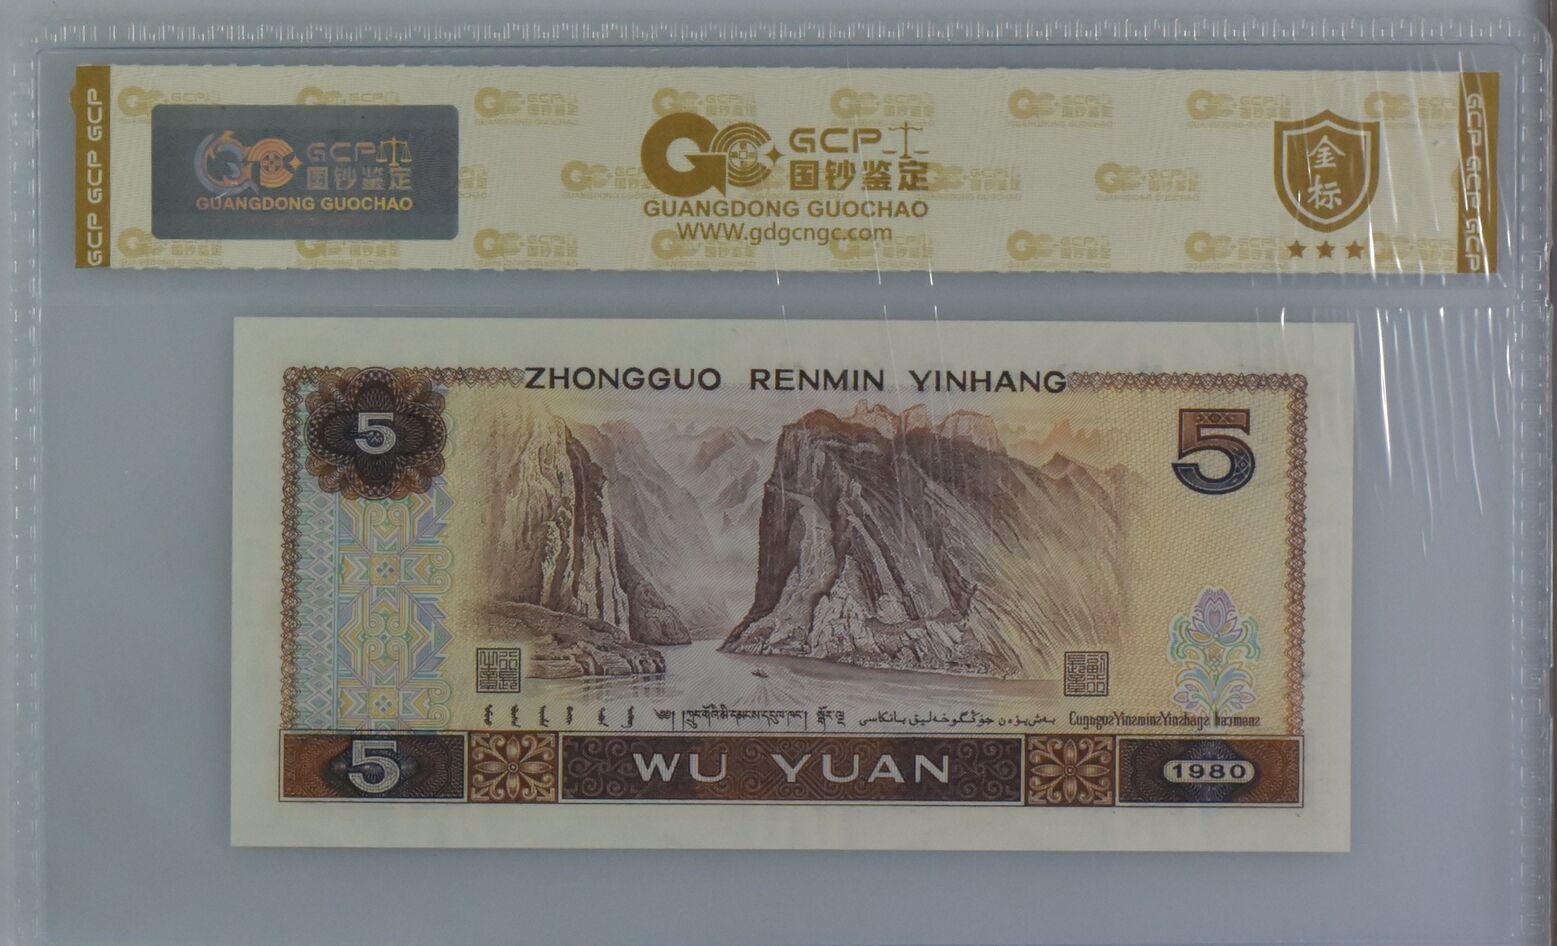 GCP GCP GCP
GCP
国钞鉴定
GUANGDONG GUOCHAO
GCP
国钞鉴定
GUANGDONG GUOCHAO
WWW.gdgcngc.com
金标
GCP GCP GCP
ZHONGGUO RENMIN YINHANG
5
5
5
WU YUAN
1980